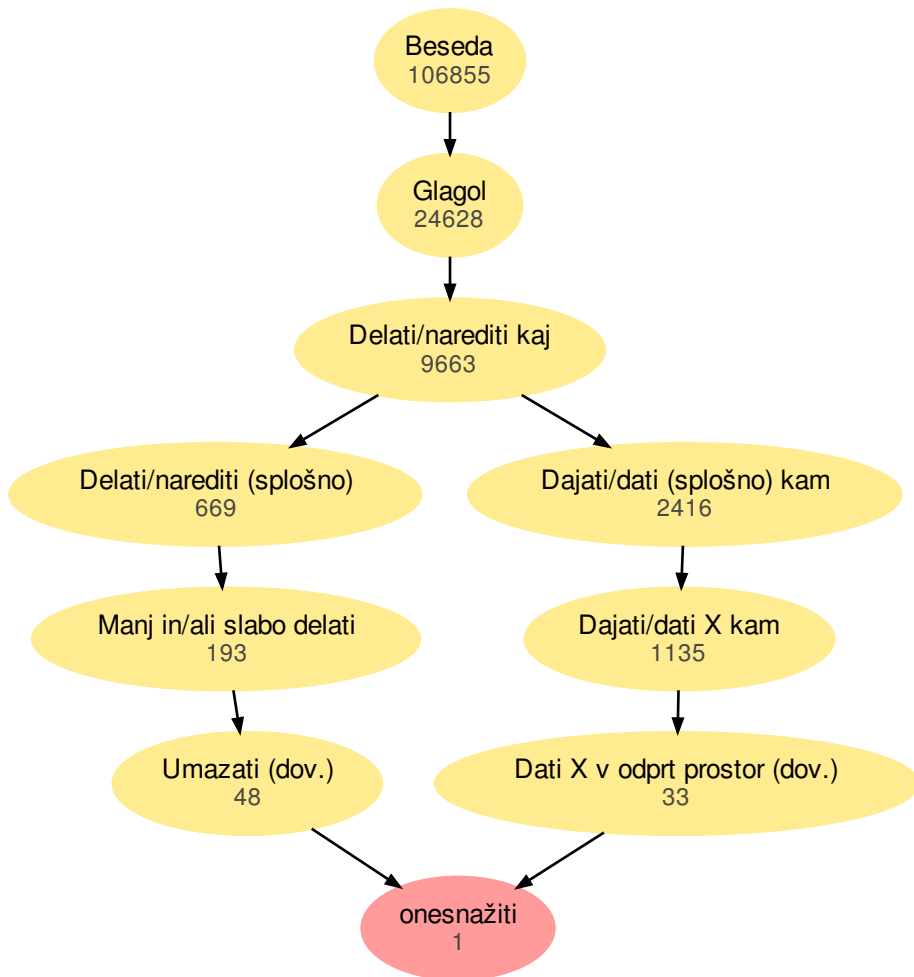 Beseda
106855
Glagol
24628
Delati/narediti kaj
9663
Delati/narediti (splošno)
669
Dajati/dati (splošno) kam
2416
Manj in/ali slabo delati
193
Dajati/dati X kam
1135
Umazati (dov.)
48
Dati X v odprt prostor (dov.)
33
onesnažiti
1